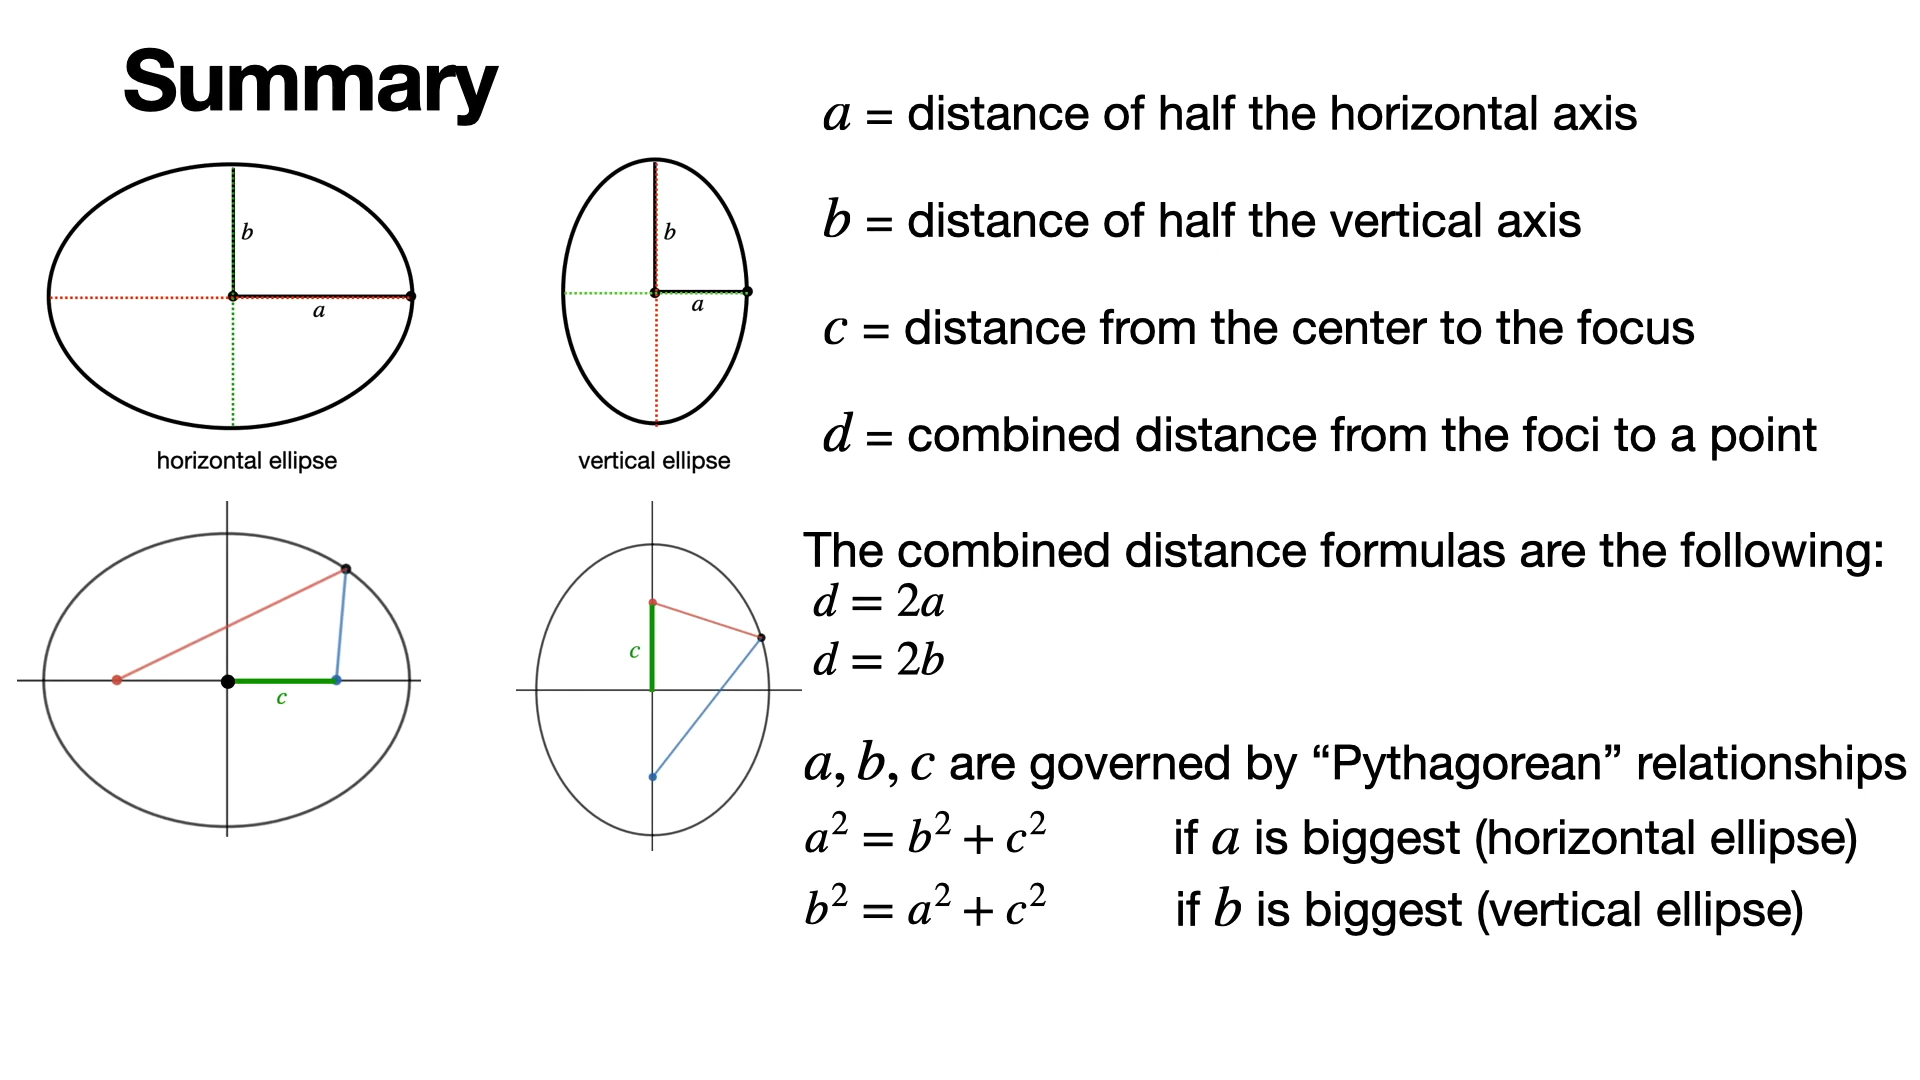 Summary
b
a
horizontal ellipse
b
a
vertical ellipse
c
c
a = distance of half the horizontal axis
b = distance of half the vertical axis
c = distance from the center to the focus
d = combined distance from the foci to a point
The combined distance formulas are the following:
d = 2a
d = 2b
a, b, c are governed by “Pythagorean” relationships
a² = b² + c² if a is biggest (horizontal ellipse)
b² = a² + c² if b is biggest (vertical ellipse)